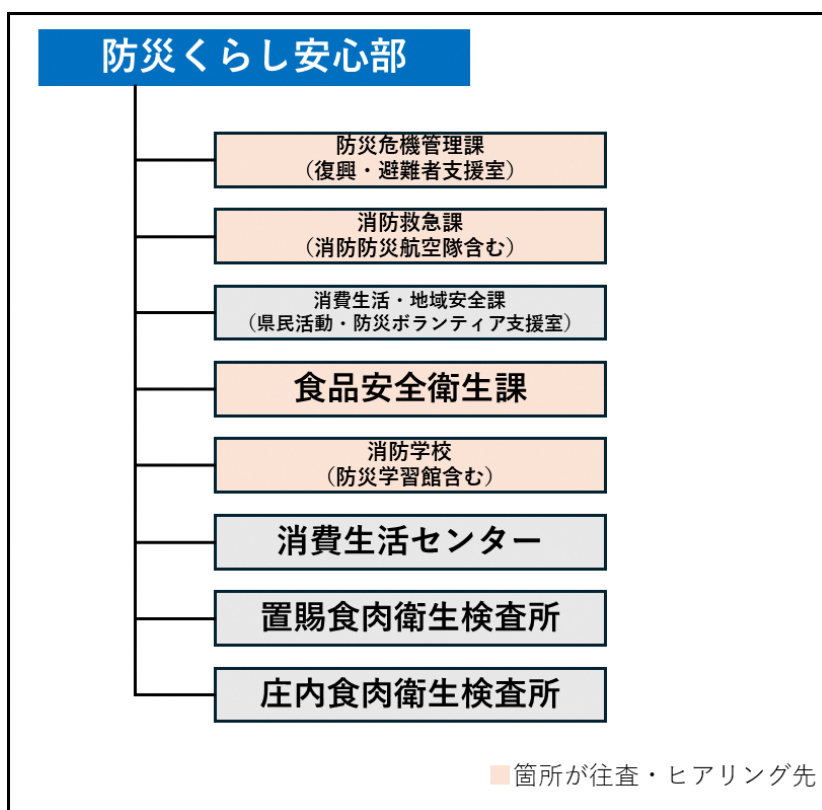 防災くらし安心部
防災危機管理課
（復興・避難者支援室）
消防救急課
（消防防災航空隊含む）
消費生活・地域安全課
（県民活動・防災ボランティア支援室）
食品安全衛生課
消防学校
（防災学習館含む）
消費生活センター
置賜食肉衛生検査所
庄内食肉衛生検査所
■箇所が往査・ヒアリング先